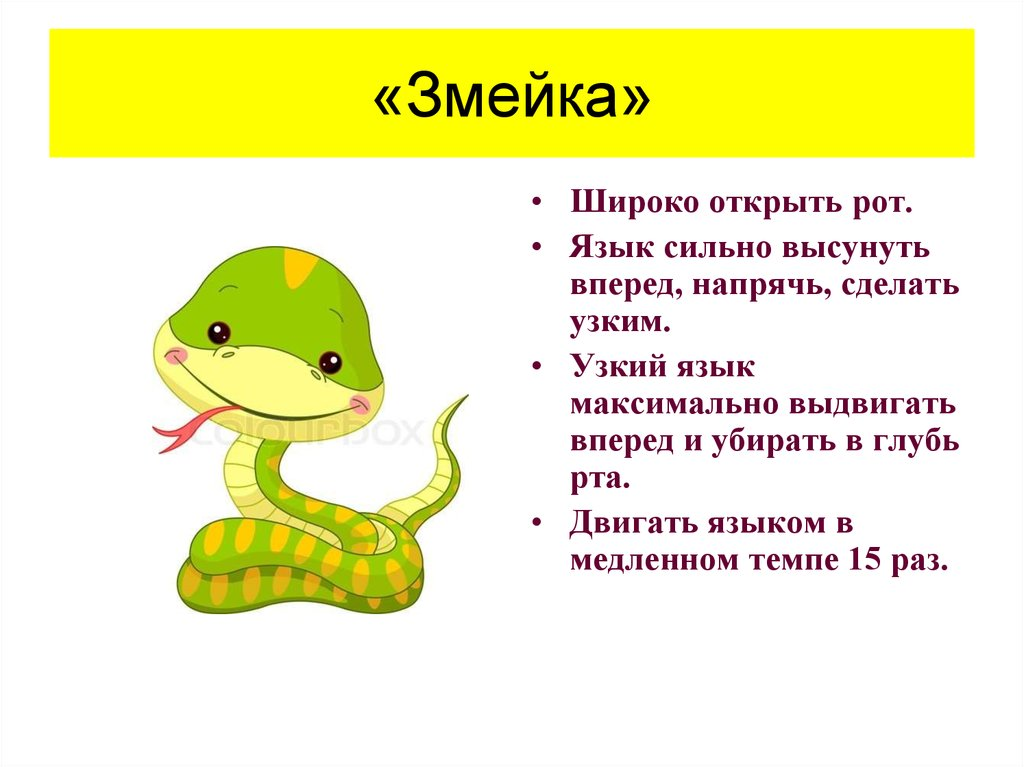 «Змейка»
• Широко открыть рот.
• Язык сильно высунуть
вперед, напрячь, сделать
узким.
• Узкий язык
максимально выдвигать
вперед и убирать в глубь
рта.
• Двигать языком в
медленном темпе 15 раз.
colourbox